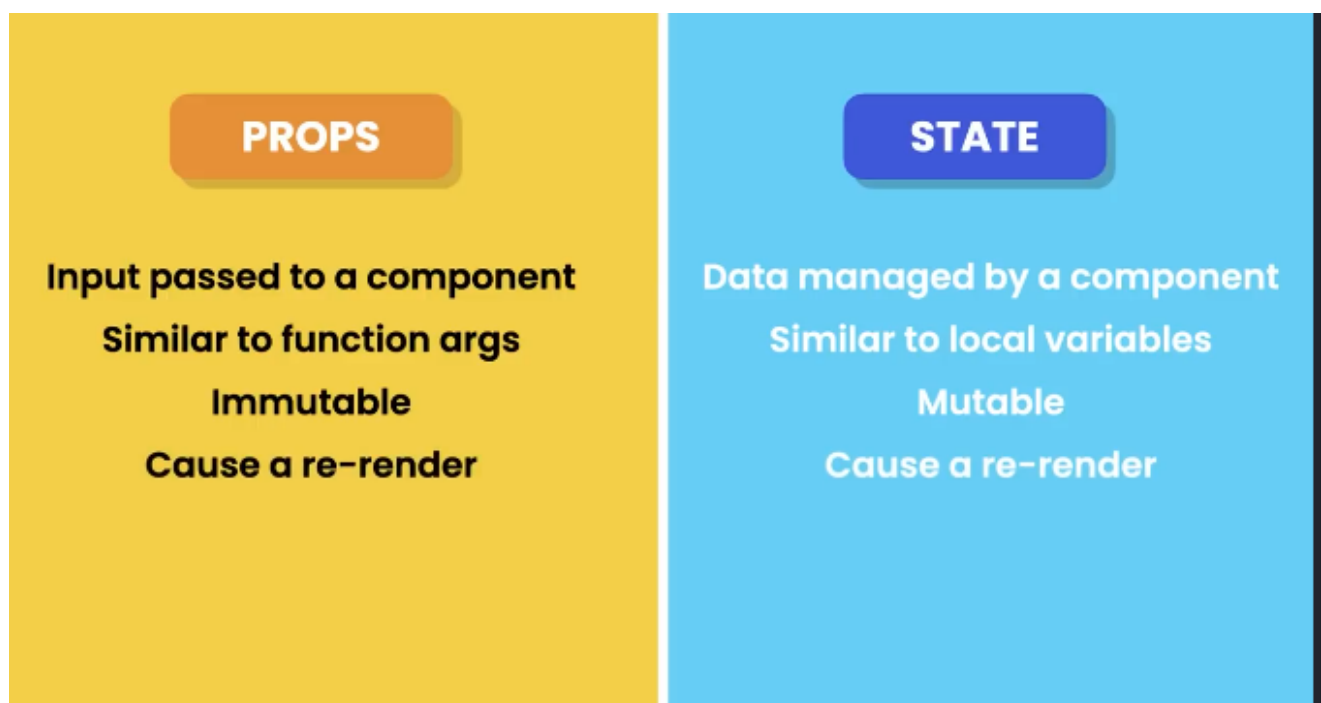 PROPS
Input passed to a component
Similar to function args
Immutable
Cause a re-render
STATE
Data managed by a component
Similar to local variables
Mutable
Cause a re-render